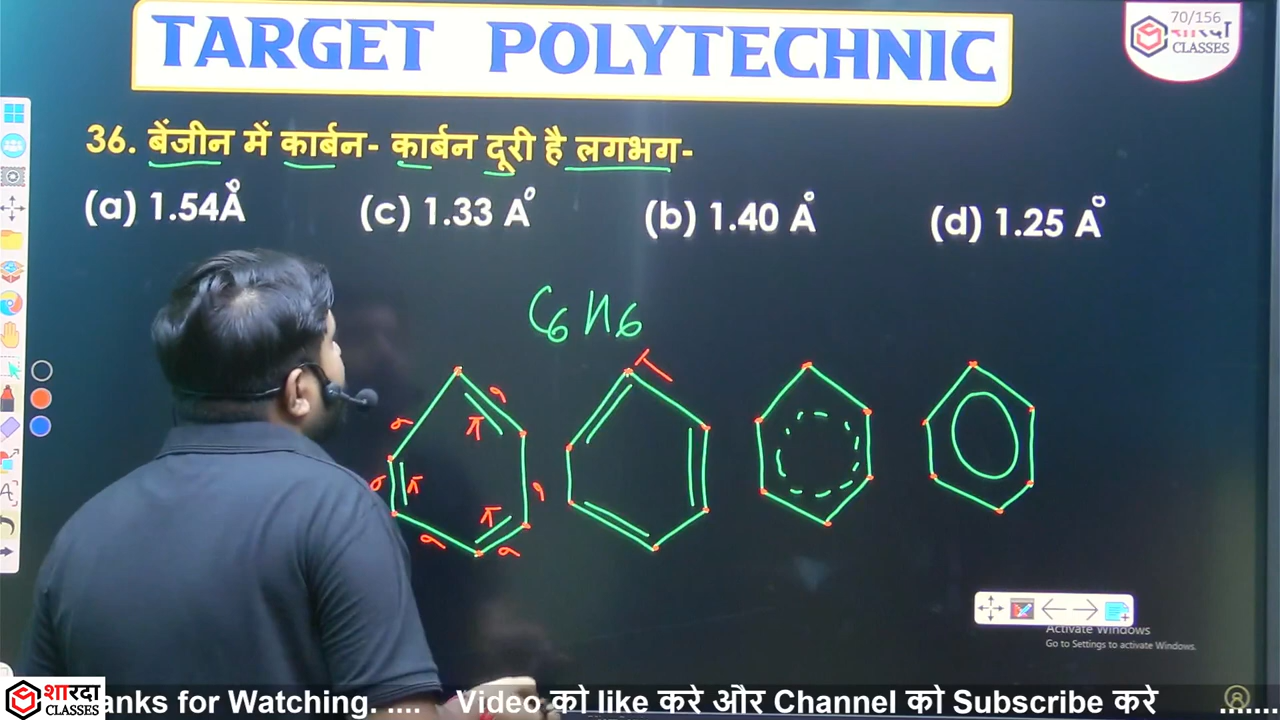 TARGET POLYTECHNIC
70/156
शारदा
CLASSES
36. बेंजीन में कार्बन- कार्बन दूरी है लगभग-
(a) 1.54Å (c) 1.33 Å (b) 1.40 Å (d) 1.25 Å
C6H6
σ π σ σ π σ π σ σ
Activate Windows
Go to Settings to activate Windows.
शारदा
CLASSES
anks for Watching. .... Video को like करे और Channel को Subscribe करे .......